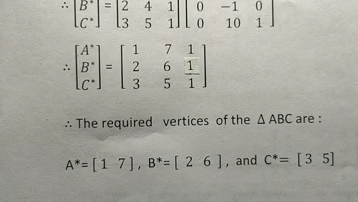 ∴ [B*] = [2 4 1] [0 -1 0]
[C*] [3 5 1] [0 10 1]
[A*] [1 7 1]
∴ [B*] = [2 6 1]
[C*] [3 5 1]
∴ The required vertices of the Δ ABC are :
A*= [ 1 7 ] , B*= [ 2 6 ] , and C*= [ 3 5]